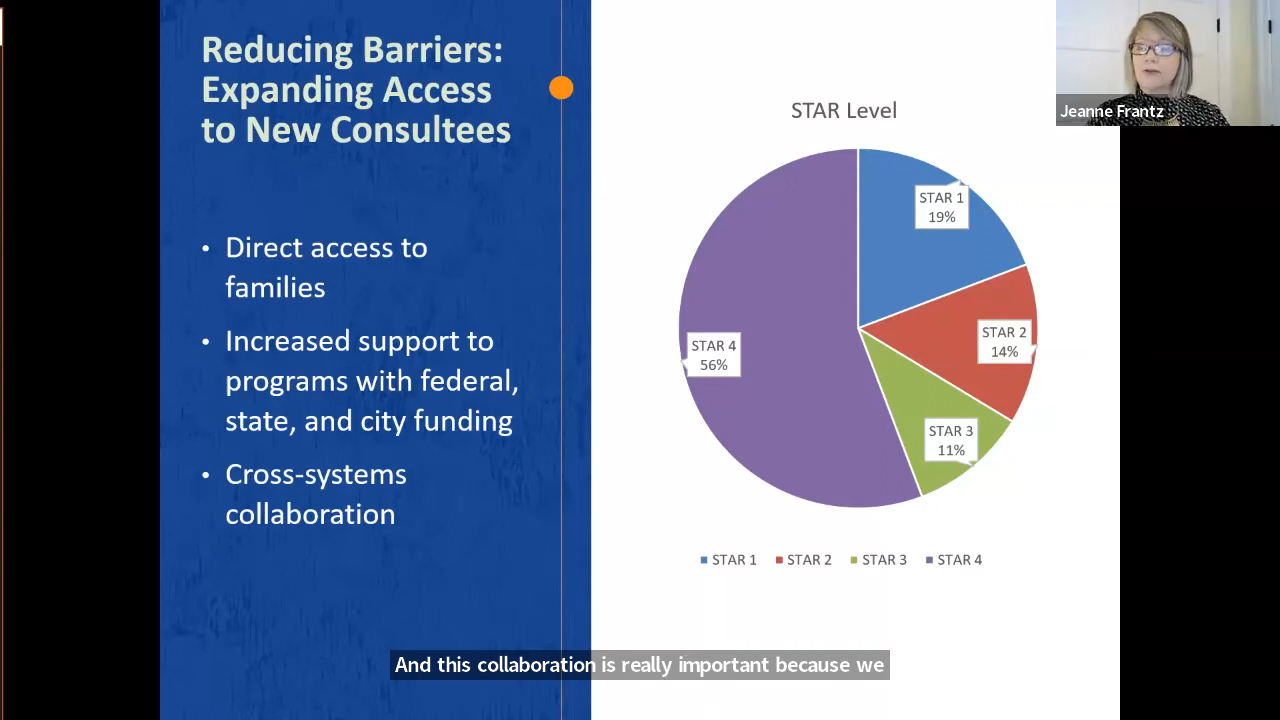 Reducing Barriers:
Expanding Access
to New Consultees
• Direct access to
families
• Increased support to
programs with federal,
state, and city funding
• Cross-systems
collaboration
STAR Level
STAR 1
19%
STAR 2
14%
STAR 3
11%
STAR 4
56%
STAR 1 STAR 2 STAR 3 STAR 4
Jeanne Frantz
And this collaboration is really important because we